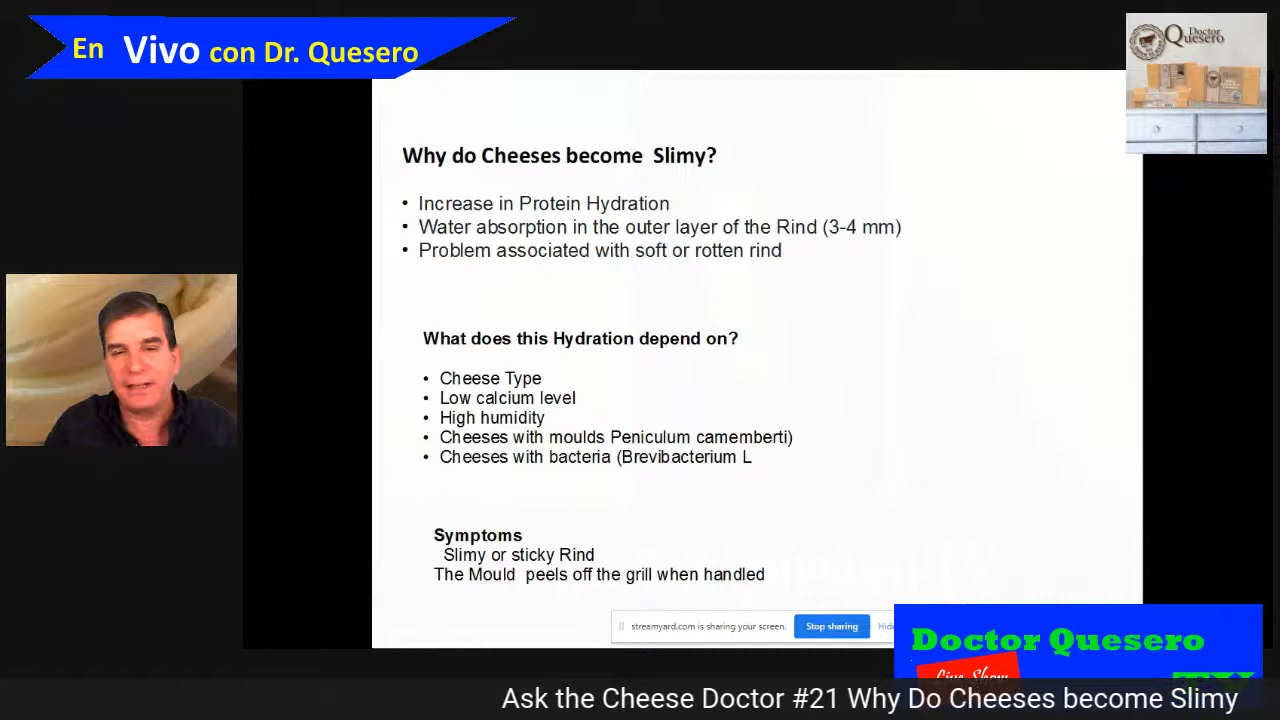 En Vivo con Dr. Quesero
Doctor
Quesero
Why do Cheeses become Slimy?
• Increase in Protein Hydration
• Water absorption in the outer layer of the Rind (3-4 mm)
• Problem associated with soft or rotten rind
What does this Hydration depend on?
• Cheese Type
• Low calcium level
• High humidity
• Cheeses with moulds Peniculum camemberti)
• Cheeses with bacteria (Brevibacterium L
Symptoms
Slimy or sticky Rind
The Mould peels off the grill when handled
streamyard.com is sharing your screen. Stop sharing Hide
Doctor Quesero
Live Show
TV
Ask the Cheese Doctor #21 Why Do Cheeses become Slimy